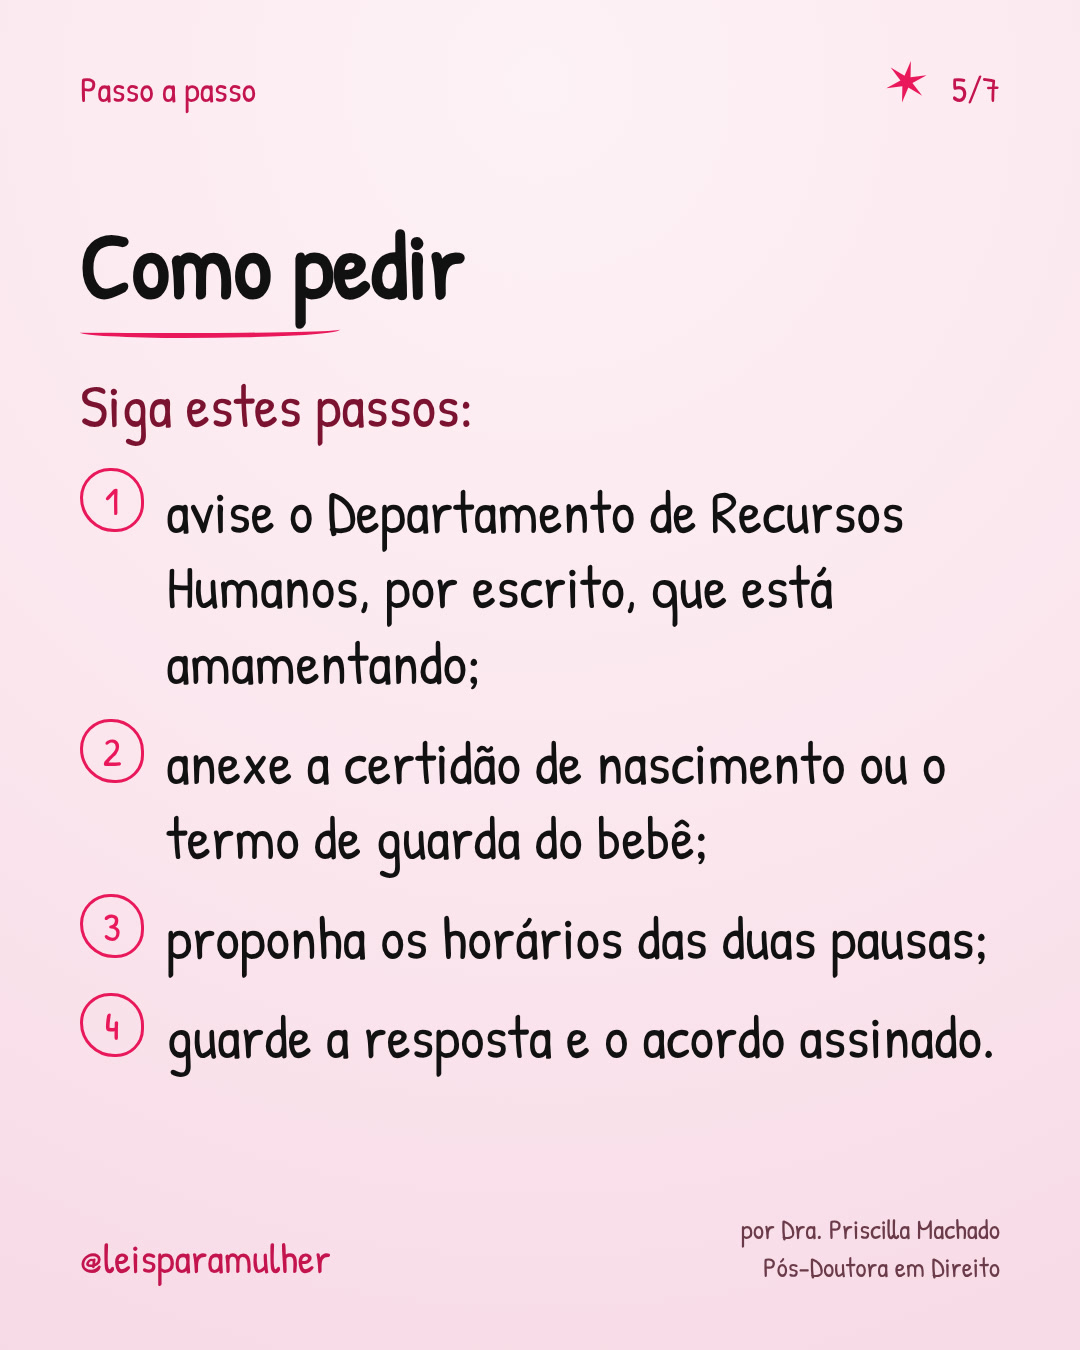 Passo a passo
5/7
Como pedir
Siga estes passos:
1 avise o Departamento de Recursos
Humanos, por escrito, que está
amamentando;
2 anexe a certidão de nascimento ou o
termo de guarda do bebê;
3 proponha os horários das duas pausas;
4 guarde a resposta e o acordo assinado.
@leisparamulher
por Dra. Priscilla Machado
Pós-Doutora em Direito